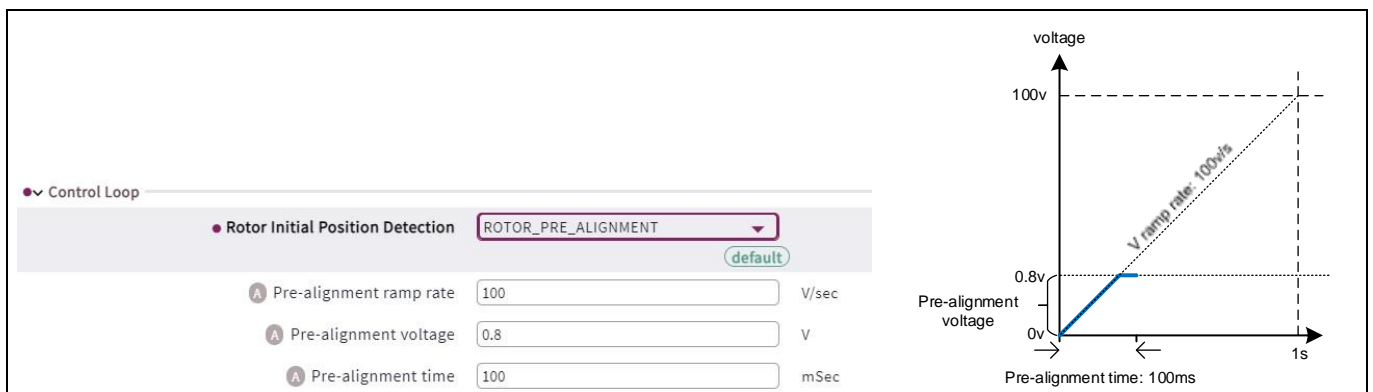 Control Loop
Rotor Initial Position Detection ROTOR_PRE_ALIGNMENT
default
A Pre-alignment ramp rate 100 V/sec
A Pre-alignment voltage 0.8 V
A Pre-alignment time 100 mSec
voltage
100v
V ramp rate: 100v/s
0.8v
Pre-alignment
voltage
0v
1s
Pre-alignment time: 100ms